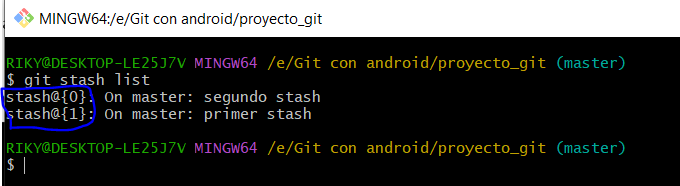 MINGW64:/e/Git con android/proyecto_git
RIKY@DESKTOP-LE25J7V MINGW64 /e/Git con android/proyecto_git (master)
$ git stash list
stash@{0}: On master: segundo stash
stash@{1}: On master: primer stash
RIKY@DESKTOP-LE25J7V MINGW64 /e/Git con android/proyecto_git (master)
$